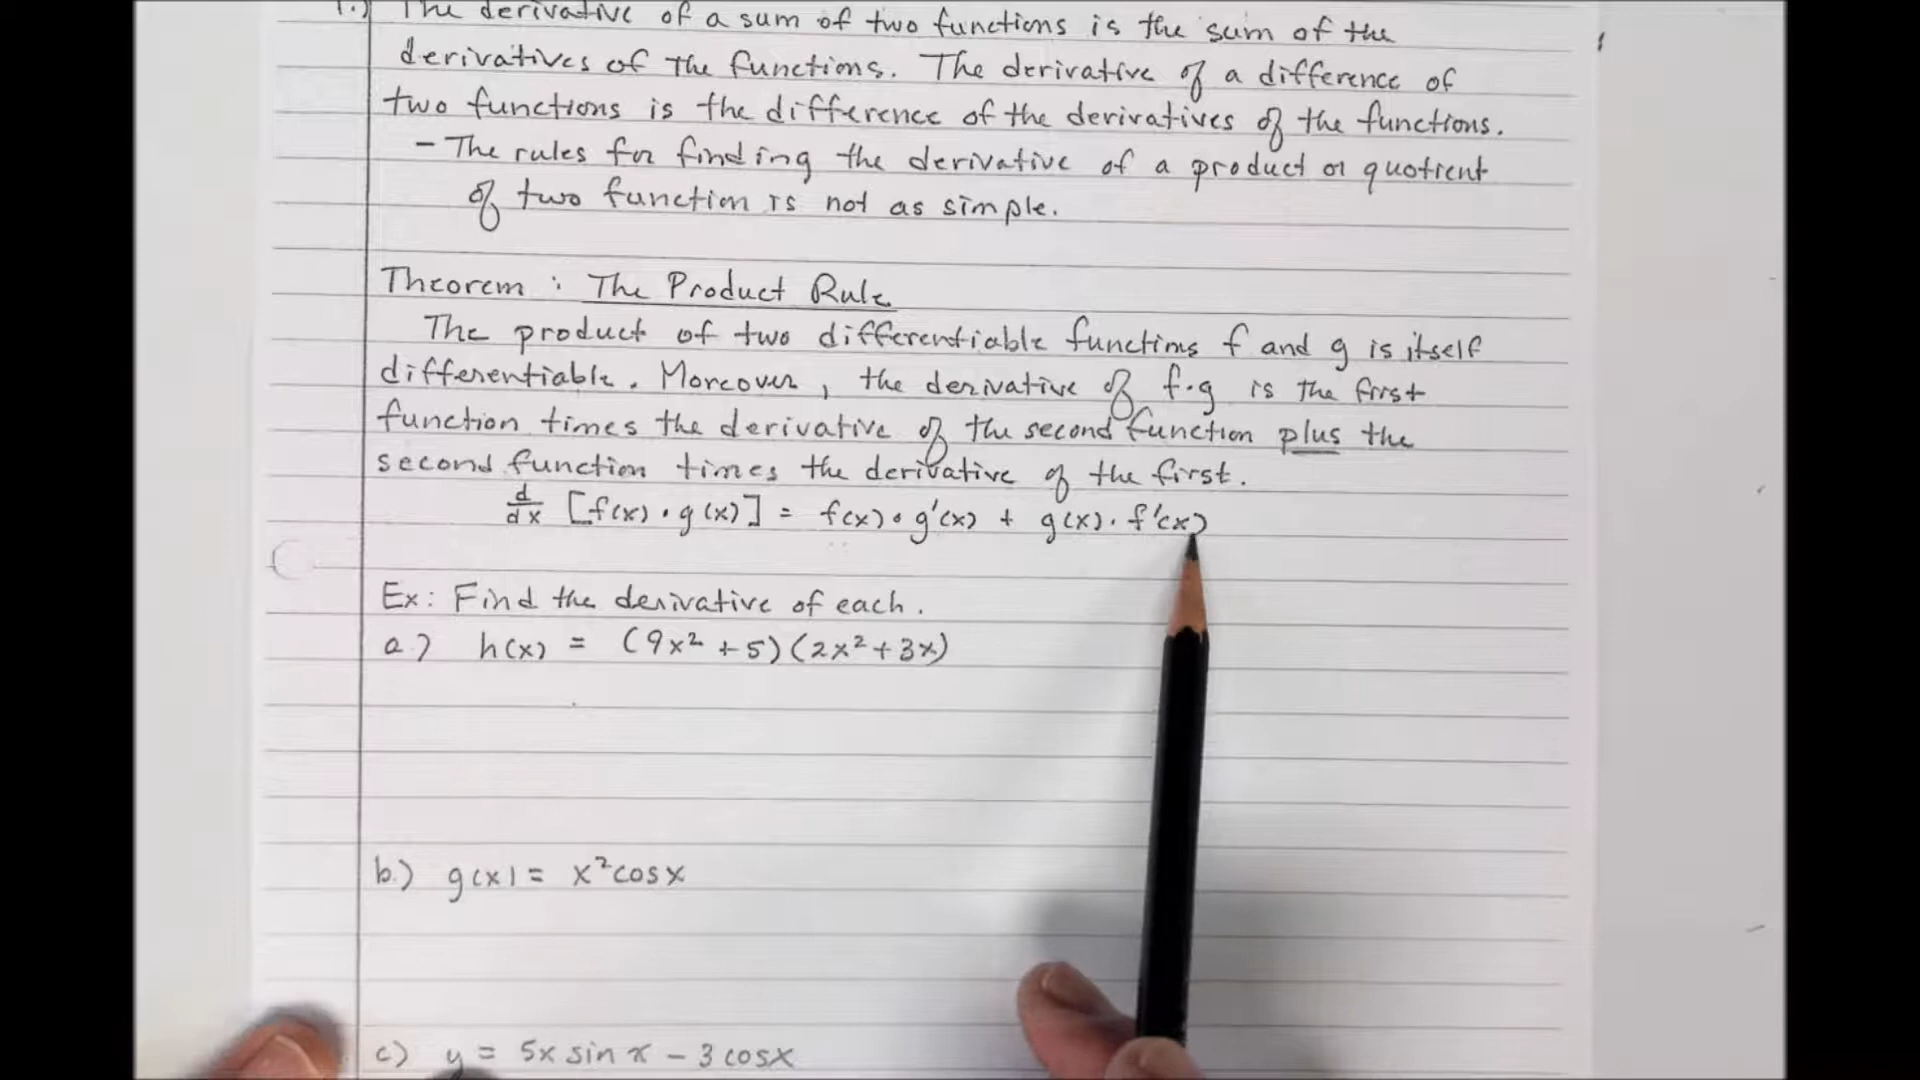 1.) The derivative of a sum of two functions is the sum of the
derivatives of the functions. The derivative of a difference of
two functions is the difference of the derivatives of the functions.
- The rules for finding the derivative of a product or quotient
of two function is not as simple.
Theorem : The Product Rule
The product of two differentiable functions f and g is itself
differentiable. Moreover, the derivative of f·g is the first
function times the derivative of the second function plus the
second function times the derivative of the first.
d/dx [f(x)·g(x)] = f(x)·g'(x) + g(x)·f'(x)
Ex: Find the derivative of each.
a.) h(x) = (9x²+5)(2x²+3x)
b.) g(x) = x²cosx
c.) y = 5x sin x - 3 cosx